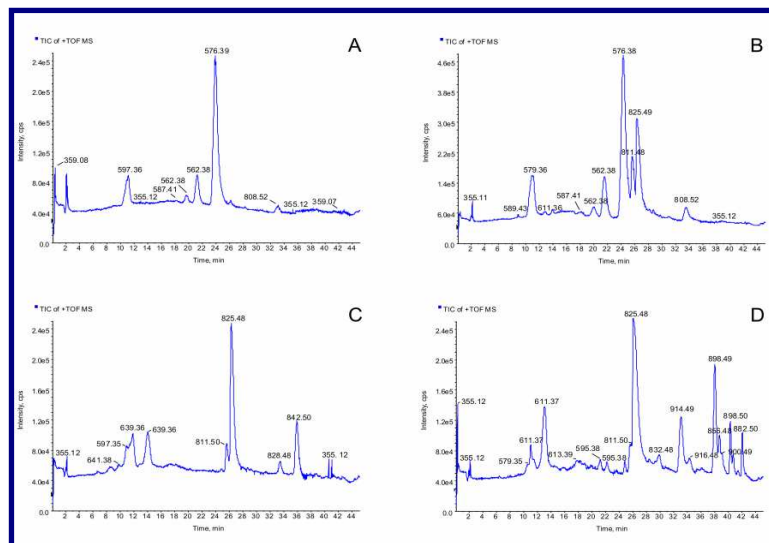 TIC of +TOF MS
A
576.39
2.4e5
2.0e5
Intensity, cps
1.2e5
8.0e4
4.0e4
0.0
359.08
597.36
355.12
587.41
562.38
562.38
808.52
355.12
359.07
2 4 6 8 10 12 14 16 18 20 22 24 26 28 30 32 34 36 38 40 42 44
Time, min
TIC of +TOF MS
B
576.38
4.6e5
3.8e5
Intensity, cps
2.2e5
1.4e5
6.0e4
0.0
825.49
811.48
355.11
589.43
579.36
611.36
587.41
562.38
562.38
808.52
355.12
2 4 6 8 10 12 14 16 18 20 22 24 26 28 30 32 34 36 38 40 42 44
Time, min
TIC of +TOF MS
C
825.48
2.4e5
2.0e5
Intensity, cps
1.2e5
8.0e4
4.0e4
0.0
355.12
641.38
597.35
639.36
639.36
811.50
828.48
842.50
355.12
2 4 6 8 10 12 14 16 18 20 22 24 26 28 30 32 34 36 38 40 42 44
Time, min
TIC of +TOF MS
D
825.48
2.4e5
2.0e5
Intensity, cps
1.2e5
8.0e4
4.0e4
0.0
355.12
355.12
579.35
611.37
611.37
613.39
595.38
595.38
811.50
832.48
914.49
916.48
898.49
898.50
882.50
900.49
2 4 6 8 10 12 14 16 18 20 22 24 26 28 30 32 34 36 38 40 42 44
Time, min